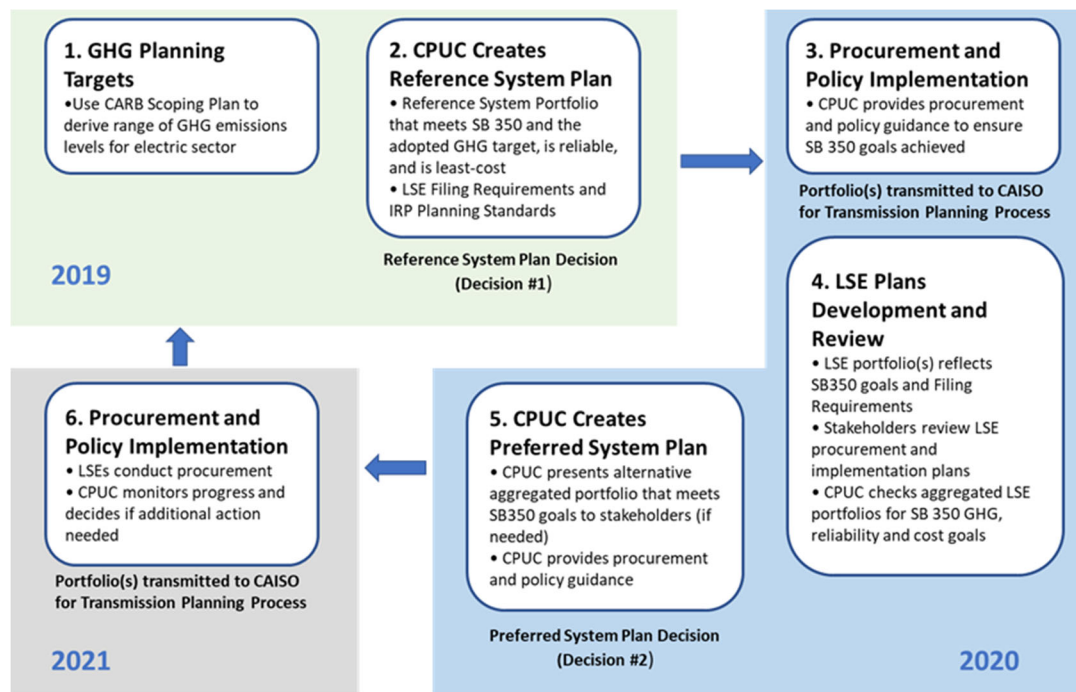 1. GHG Planning
Targets
•Use CARB Scoping Plan to
derive range of GHG emissions
levels for electric sector
2. CPUC Creates
Reference System Plan
• Reference System Portfolio
that meets SB 350 and the
adopted GHG target, is reliable,
and is least-cost
• LSE Filing Requirements and
IRP Planning Standards
Reference System Plan Decision
(Decision #1)
2019
3. Procurement and
Policy Implementation
• CPUC provides procurement
and policy guidance to ensure
SB 350 goals achieved
Portfolio(s) transmitted to CAISO
for Transmission Planning Process
4. LSE Plans
Development and
Review
• LSE portfolio(s) reflects
SB350 goals and Filing
Requirements
• Stakeholders review LSE
procurement and
implementation plans
• CPUC checks aggregated LSE
portfolios for SB 350 GHG,
reliability and cost goals
5. CPUC Creates
Preferred System Plan
• CPUC presents alternative
aggregated portfolio that meets
SB350 goals to stakeholders (if
needed)
• CPUC provides procurement
and policy guidance
Preferred System Plan Decision
(Decision #2)
2020
6. Procurement and
Policy Implementation
• LSEs conduct procurement
• CPUC monitors progress and
decides if additional action
needed
Portfolio(s) transmitted to CAISO
for Transmission Planning Process
2021